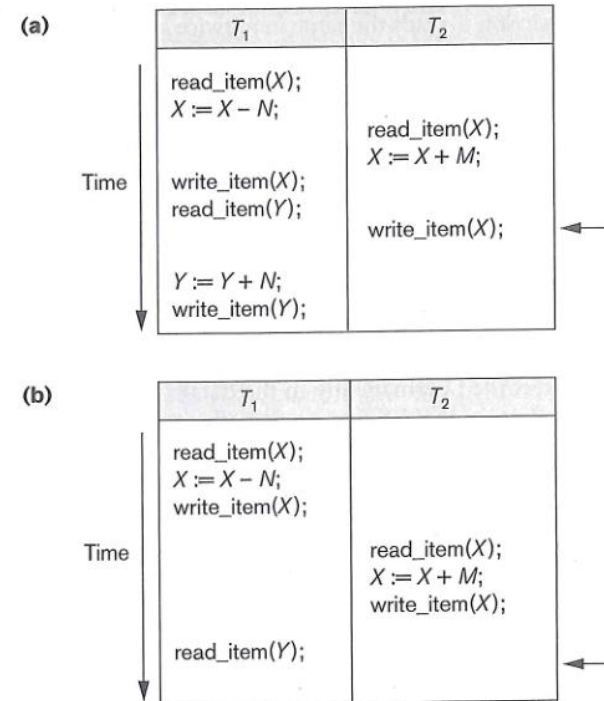 (a)
T₁ T₂
read_item(X);
X := X – N;
read_item(X);
X := X + M;
Time
write_item(X);
read_item(Y);
write_item(X);
Y := Y + N;
write_item(Y);
(b)
T₁ T₂
read_item(X);
X := X – N;
write_item(X);
Time
read_item(X);
X := X + M;
write_item(X);
read_item(Y);